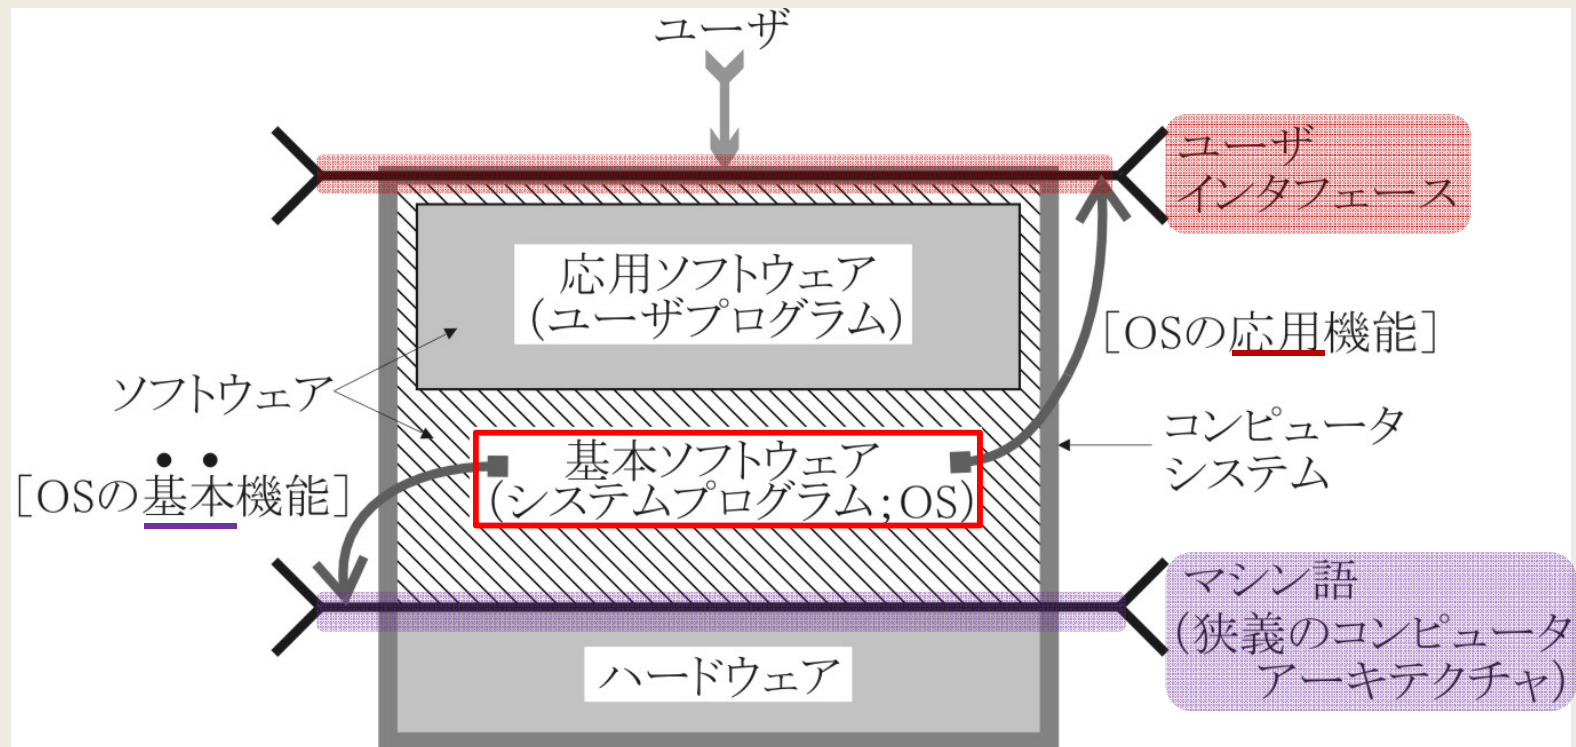 ユーザ
ユーザ
インタフェース
応用ソフトウェア
(ユーザプログラム)
[OSの応用機能]
ソフトウェア
コンピュータ
システム
基本ソフトウェア
(システムプログラム;OS)
[OSの基本機能]
マシン語
(狭義のコンピュータ
アーキテクチャ)
ハードウェア